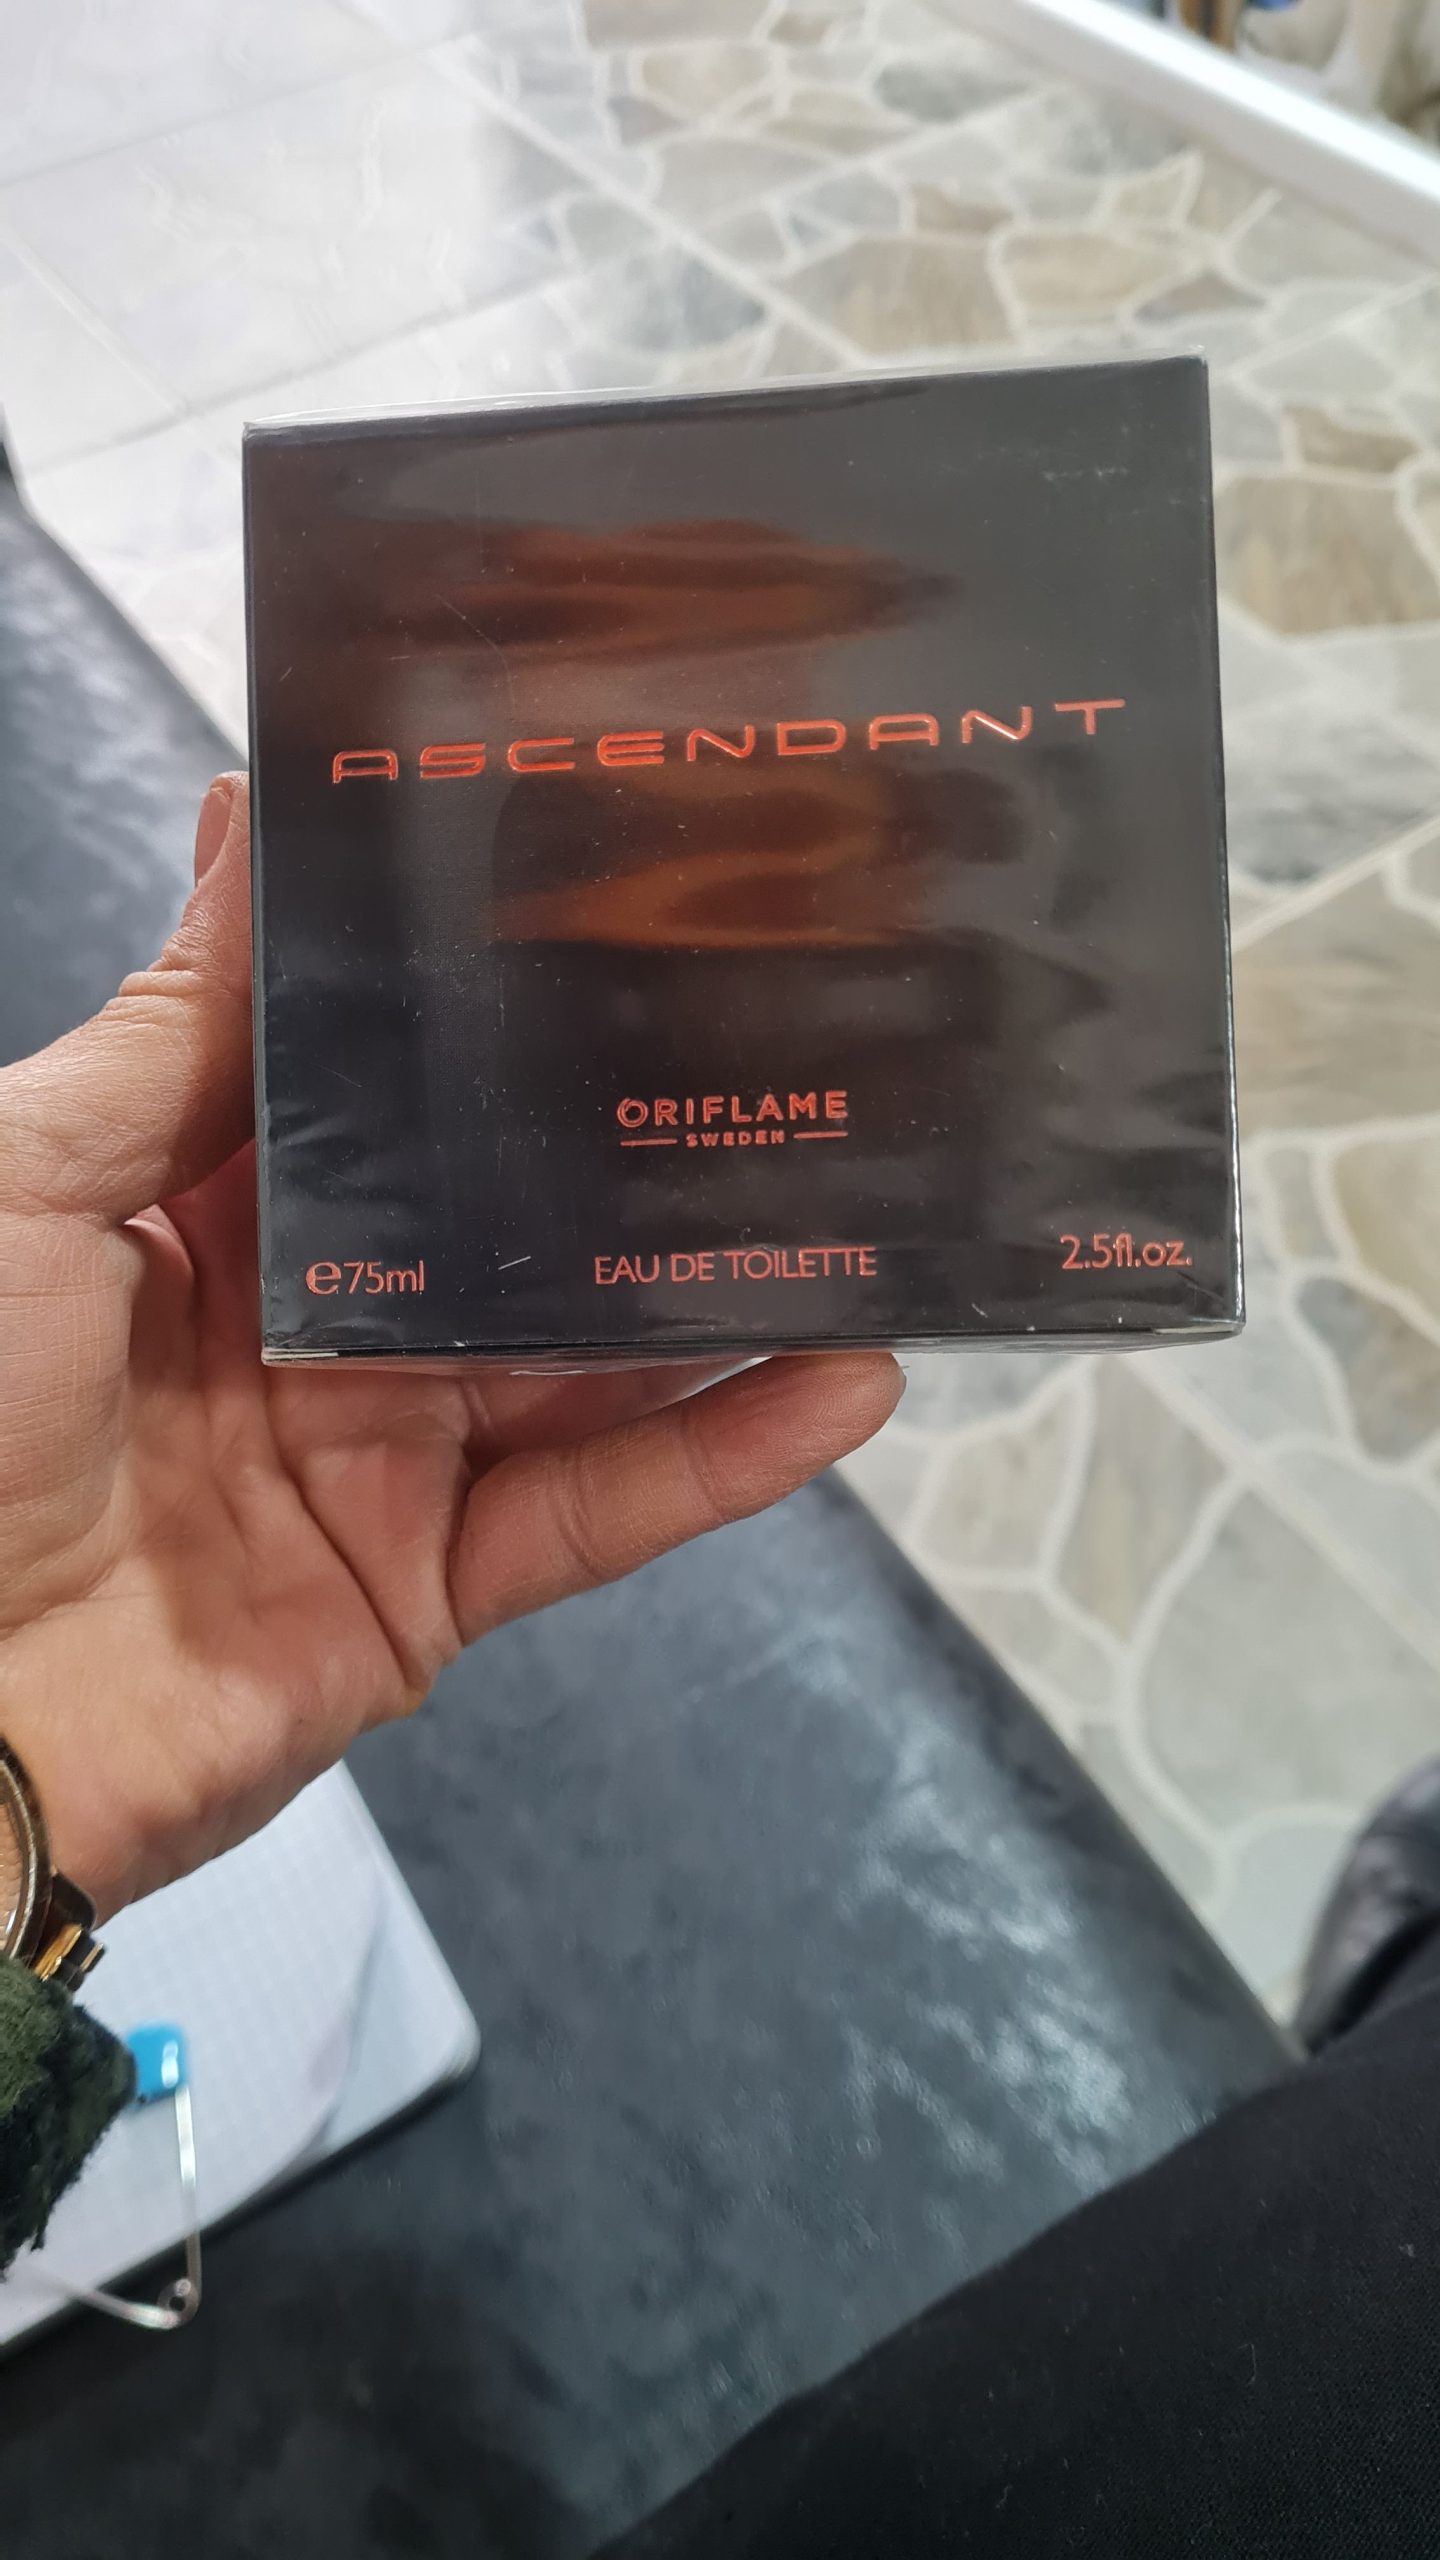 ASCENDANT
ORIFLAME
SWEDEN
℮75ml EAU DE TOILETTE 2.5fl.oz.